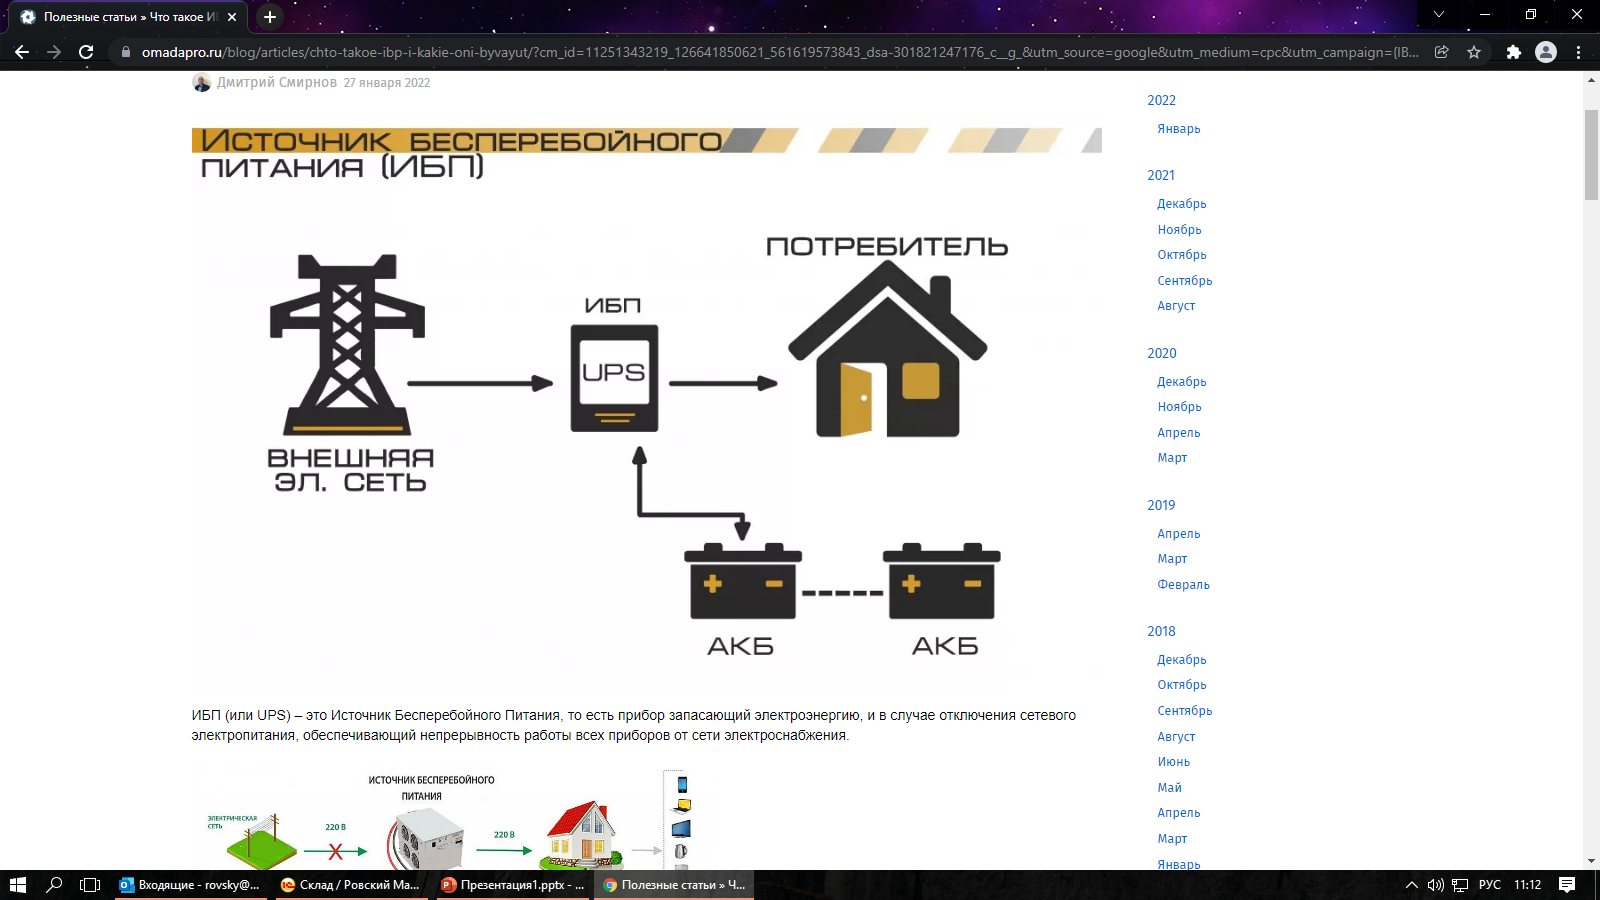 Полезные статьи » Что такое И
omadapro.ru/blog/articles/chto-takoe-ibp-i-kakie-oni-byvayut/?cm_id=11251343219_126641850621_561619573843_dsa-301821247176_c__g_&utm_source=google&utm_medium=cpc&utm_campaign={IB...
Дмитрий Смирнов 27 января 2022
Источник бесперебойного
питания (ИБП)
ПОТРЕБИТЕЛЬ
ИБП
UPS
ВНЕШНЯЯ
ЭЛ. СЕТЬ
АКБ
АКБ
ИБП (или UPS) – это Источник Бесперебойного Питания, то есть прибор запасающий электроэнергию, и в случае отключения сетевого
электропитания, обеспечивающий непрерывность работы всех приборов от сети электроснабжения.
ИСТОЧНИК БЕСПЕРЕБОЙНОГО
ПИТАНИЯ
ЭЛЕКТРИЧЕСКАЯ
СЕТЬ
220 В
220 В
2022
Январь
2021
Декабрь
Ноябрь
Октябрь
Сентябрь
Август
2020
Декабрь
Ноябрь
Апрель
Март
2019
Апрель
Март
Февраль
2018
Декабрь
Октябрь
Сентябрь
Август
Июнь
Май
Апрель
Март
Январь
Входящие - rovsky@...
Склад / Ровский Ма...
Презентация1.pptx - ...
Полезные статьи » Ч...
РУС
11:12